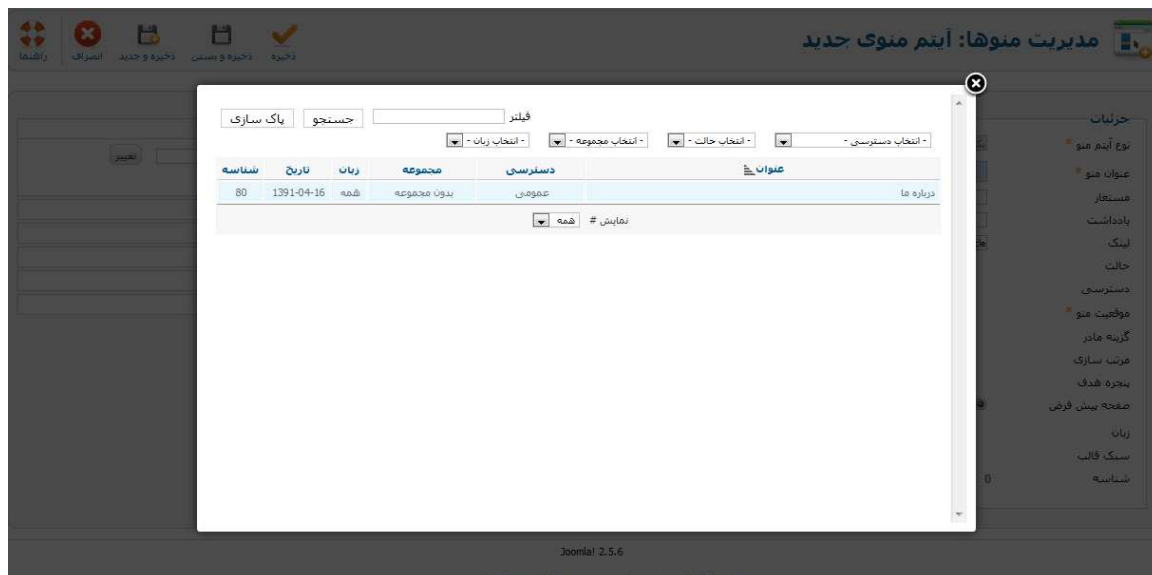 مدیریت منوها: آیتم منوی جدید
ذخیره
ذخیره و بستن
ذخیره و جدید
انصراف
راهنما
جزئیات
نوع آیتم منو *
تغییر
عنوان منو *
مستعار
یادداشت
لینک
حالت
دسترسی
موقعیت منو *
گزینه مادر
مرتب سازی
پنجره هدف
صفحه پیش فرض
زبان
سبک قالب
شناسه 0
فیلتر جستجو پاک سازی
- انتخاب دسترسی - - انتخاب حالت - - انتخاب مجموعه - - انتخاب زبان -
عنوان دسترسی مجموعه زبان تاریخ شناسه
درباره ما عمومی بدون مجموعه همه 1391-04-16 80
نمایش # همه
Joomla! 2.5.6